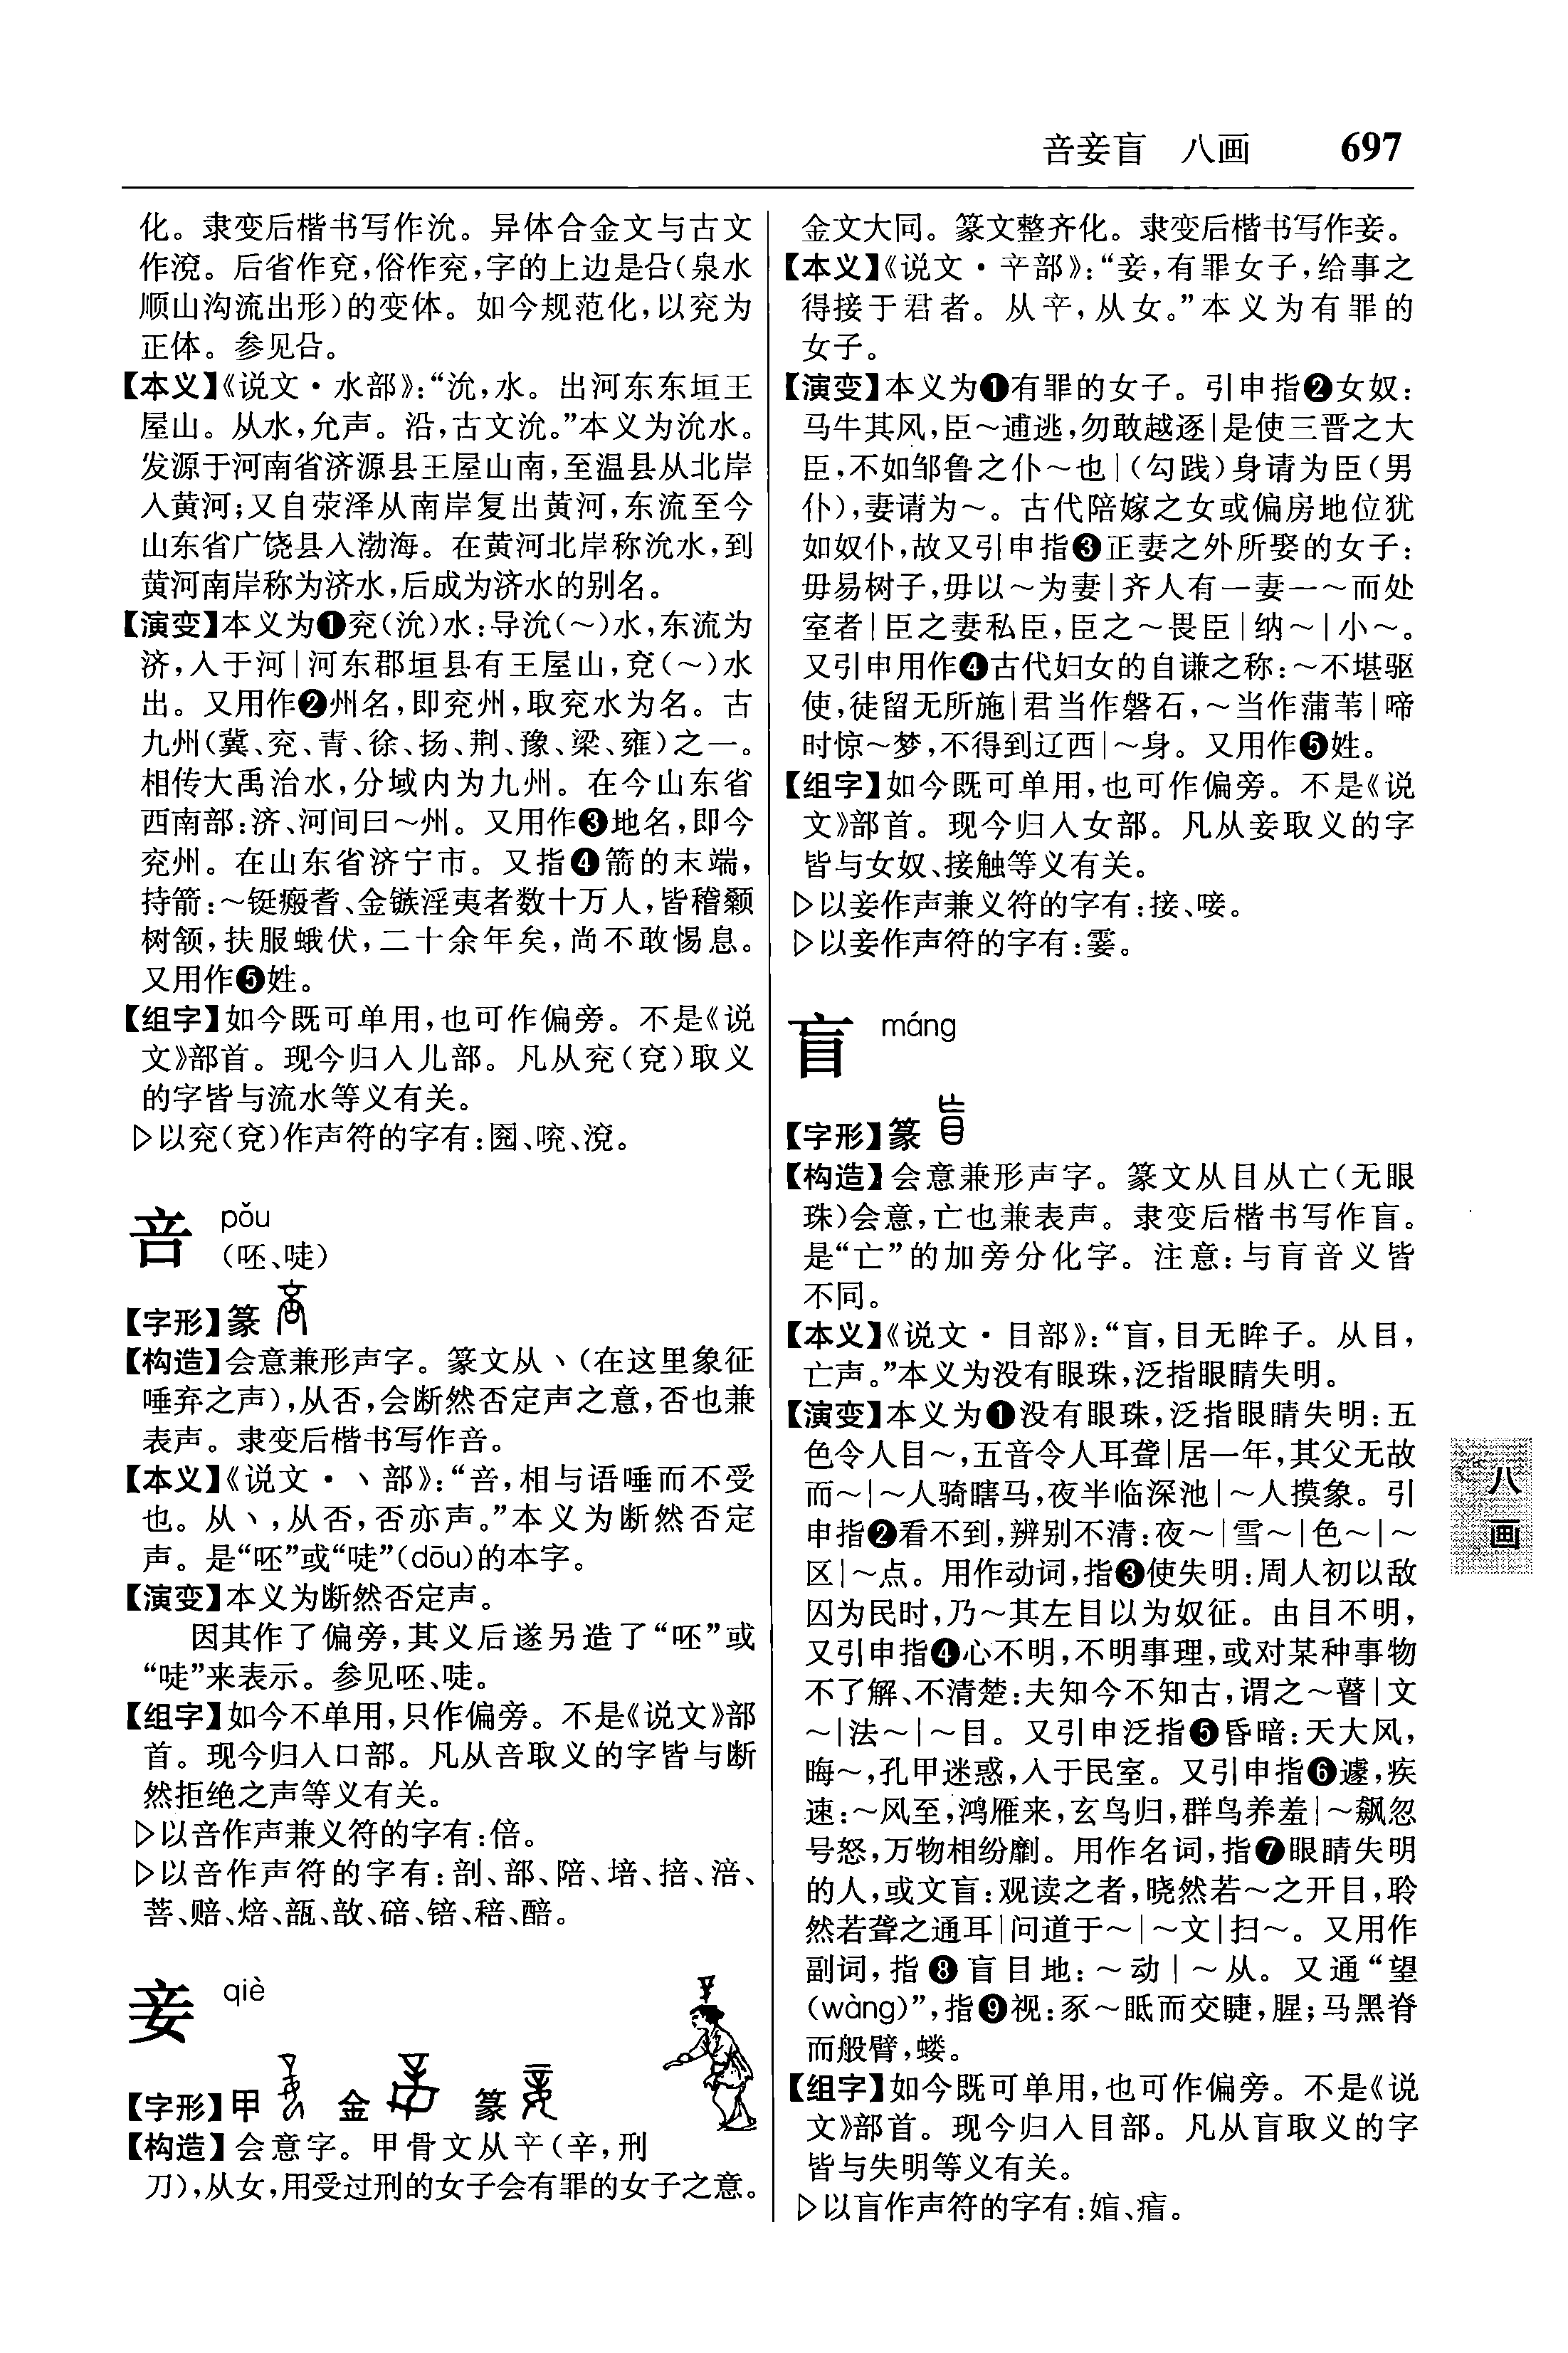 咅妾盲　八画　697
化。隶变后楷书写作沇。异体合金文与古文
作渷。后省作兗,俗作兖,字的上边是㕣(泉水
顺山沟流出形)的变体。如今规范化,以兖为
正体。参见㕣。
【本义】《说文·水部》:“沇,水。出河东东垣王
屋山。从水,允声。沿,古文沇。”本义为沇水。
发源于河南省济源县王屋山南,至温县从北岸
入黄河;又自荥泽从南岸复出黄河,东流至今
山东省广饶县入渤海。在黄河北岸称沇水,到
黄河南岸称为济水,后成为济水的别名。
【演变】本义为❶兖(沇)水:导沇(～)水,东流为
济,入于河|河东郡垣县有王屋山,兗(～)水
出。又用作❷州名,即兖州,取兖水为名。古
九州(冀、兖、青、徐、扬、荆、豫、梁、雍)之一。
相传大禹治水,分域内为九州。在今山东省
西南部:济、河间曰～州。又用作❸地名,即今
兖州。在山东省济宁市。又指❹箭的末端,
持箭:～铤瘢耆、金镞淫夷者数十万人,皆稽颡
树颔,扶服蛾伏,二十余年矣,尚不敢惕息。
又用作❺姓。
【组字】如今既可单用,也可作偏旁。不是《说
文》部首。现今归入儿部。凡从兖(兗)取义
的字皆与流水等义有关。
▷以兖(兗)作声符的字有:、㕧、渷。
咅 pǒu
(呸、唗)
【字形】篆
【构造】会意兼形声字。篆文从丶(在这里象征
唾弃之声),从否,会断然否定声之意,否也兼
表声。隶变后楷书写作咅。
【本义】《说文·丶部》:“咅,相与语唾而不受
也。从丶,从否,否亦声。”本义为断然否定
声。是“呸”或“唗”(dōu)的本字。
【演变】本义为断然否定声。
因其作了偏旁,其义后遂另造了“呸”或
“唗”来表示。参见呸、唗。
【组字】如今不单用,只作偏旁。不是《说文》部
首。现今归入口部。凡从咅取义的字皆与断
然拒绝之声等义有关。
▷以咅作声兼义符的字有:倍。
▷以咅作声符的字有:剖、部、陪、培、掊、涪、
菩、赔、焙、瓿、敨、碚、锫、稖、醅。
妾 qiè
【字形】甲　金　篆
【构造】会意字。甲骨文从䇂(辛,刑
刀),从女,用受过刑的女子会有罪的女子之意。
金文大同。篆文整齐化。隶变后楷书写作妾。
【本义】《说文·䇂部》:“妾,有罪女子,给事之
得接于君者。从䇂,从女。”本义为有罪的
女子。
【演变】本义为❶有罪的女子。引申指❷女奴:
马牛其风,臣～逋逃,勿敢越逐|是使三晋之大
臣,不如邹鲁之仆～也|(勾践)身请为臣(男
仆),妻请为～。古代陪嫁之女或偏房地位犹
如奴仆,故又引申指❸正妻之外所娶的女子:
毋易树子,毋以～为妻|齐人有一妻一～而处
室者|臣之妻私臣,臣之～畏臣|纳～|小～。
又引申用作❹古代妇女的自谦之称:～不堪驱
使,徒留无所施|君当作磐石,～当作蒲苇|啼
时惊～梦,不得到辽西|～身。又用作❺姓。
【组字】如今既可单用,也可作偏旁。不是《说
文》部首。现今归入女部。凡从妾取义的字
皆与女奴、接触等义有关。
▷以妾作声兼义符的字有:接、唼。
▷以妾作声符的字有:霎。
盲 máng
【字形】篆
【构造】会意兼形声字。篆文从目从亡(无眼
珠)会意,亡也兼表声。隶变后楷书写作盲。
是“亡”的加旁分化字。注意:与肓音义皆
不同。
【本义】《说文·目部》:“盲,目无眸子。从目,
亡声。”本义为没有眼珠,泛指眼睛失明。
【演变】本义为❶没有眼珠,泛指眼睛失明:五
色令人目～,五音令人耳聋|居一年,其父无故
而～|～人骑瞎马,夜半临深池|～人摸象。引
申指❷看不到,辨别不清:夜～|雪～|色～|～
区|～点。用作动词,指❸使失明:周人初以敌
囚为民时,乃～其左目以为奴征。由目不明,
又引申指❹心不明,不明事理,或对某种事物
不了解、不清楚:夫知今不知古,谓之～瞽|文
～|法～|～目。又引申泛指❺昏暗:天大风,
晦～,孔甲迷惑,入于民室。又引申指❻遽,疾
速:～风至,鸿雁来,玄鸟归,群鸟养羞|～飙忽
号怒,万物相纷劘。用作名词,指❼眼睛失明
的人,或文盲:观读之者,晓然若～之开目,聆
然若聋之通耳|问道于～|～文|扫～。又用作
副词,指❽盲目地:～动|～从。又通“望
(wàng)”,指❾视:豕～眂而交睫,腥;马黑脊
而般臂,蝼。
【组字】如今既可单用,也可作偏旁。不是《说
文》部首。现今归入目部。凡从盲取义的字
皆与失明等义有关。
▷以盲作声符的字有:媢、㾗。
八画